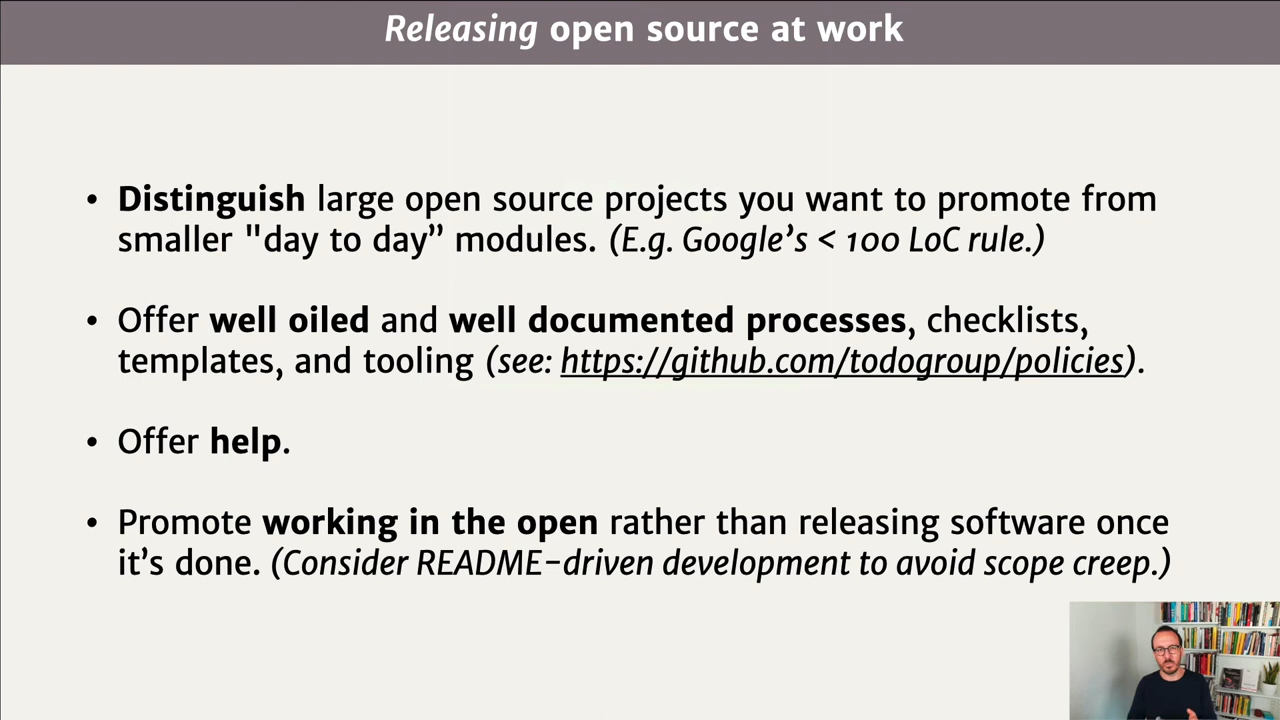 Releasing open source at work
• Distinguish large open source projects you want to promote from
smaller "day to day” modules. (E.g. Google’s < 100 LoC rule.)
• Offer well oiled and well documented processes, checklists,
templates, and tooling (see: https://github.com/todogroup/policies).
• Offer help.
• Promote working in the open rather than releasing software once
it’s done. (Consider README-driven development to avoid scope creep.)